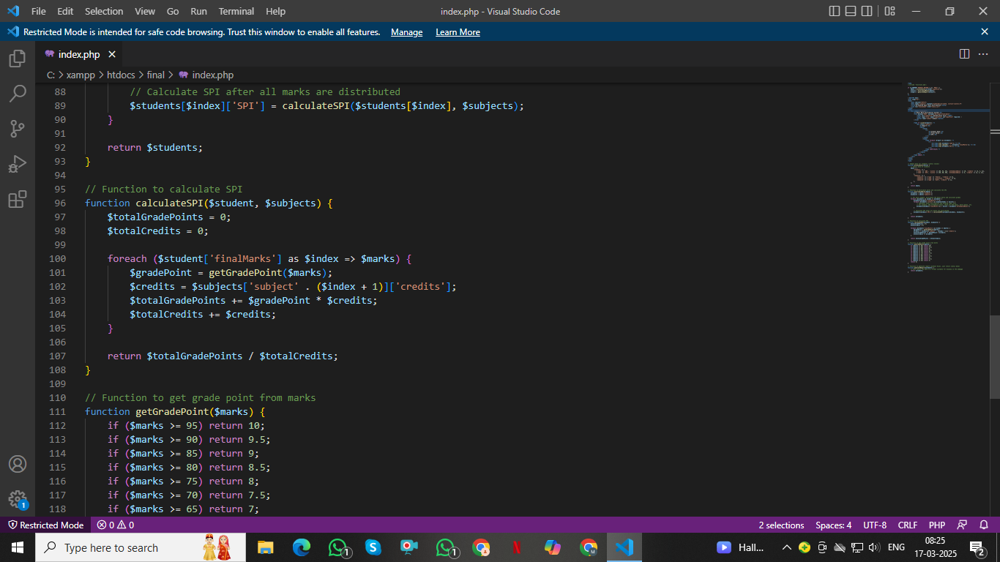 File Edit Selection View Go Run Terminal Help index.php - Visual Studio Code
Restricted Mode is intended for safe code browsing. Trust this window to enable all features. Manage Learn More
index.php
C: > xampp > htdocs > final > index.php
88 // Calculate SPI after all marks are distributed
89 $students[$index]['SPI'] = calculateSPI($students[$index], $subjects);
90 }
91
92 return $students;
93 }
94
95 // Function to calculate SPI
96 function calculateSPI($student, $subjects) {
97 $totalGradePoints = 0;
98 $totalCredits = 0;
99
100 foreach ($student['finalMarks'] as $index => $marks) {
101 $gradePoint = getGradePoint($marks);
102 $credits = $subjects['subject' . ($index + 1)]['credits'];
103 $totalGradePoints += $gradePoint * $credits;
104 $totalCredits += $credits;
105 }
106
107 return $totalGradePoints / $totalCredits;
108 }
109
110 // Function to get grade point from marks
111 function getGradePoint($marks) {
112 if ($marks >= 95) return 10;
113 if ($marks >= 90) return 9.5;
114 if ($marks >= 85) return 9;
115 if ($marks >= 80) return 8.5;
116 if ($marks >= 75) return 8;
117 if ($marks >= 70) return 7.5;
118 if ($marks >= 65) return 7;
1
Restricted Mode 0 0 2 selections Spaces: 4 UTF-8 CRLF PHP
Type here to search 1 1 Hall... ENG 08:25
17-03-2025 2